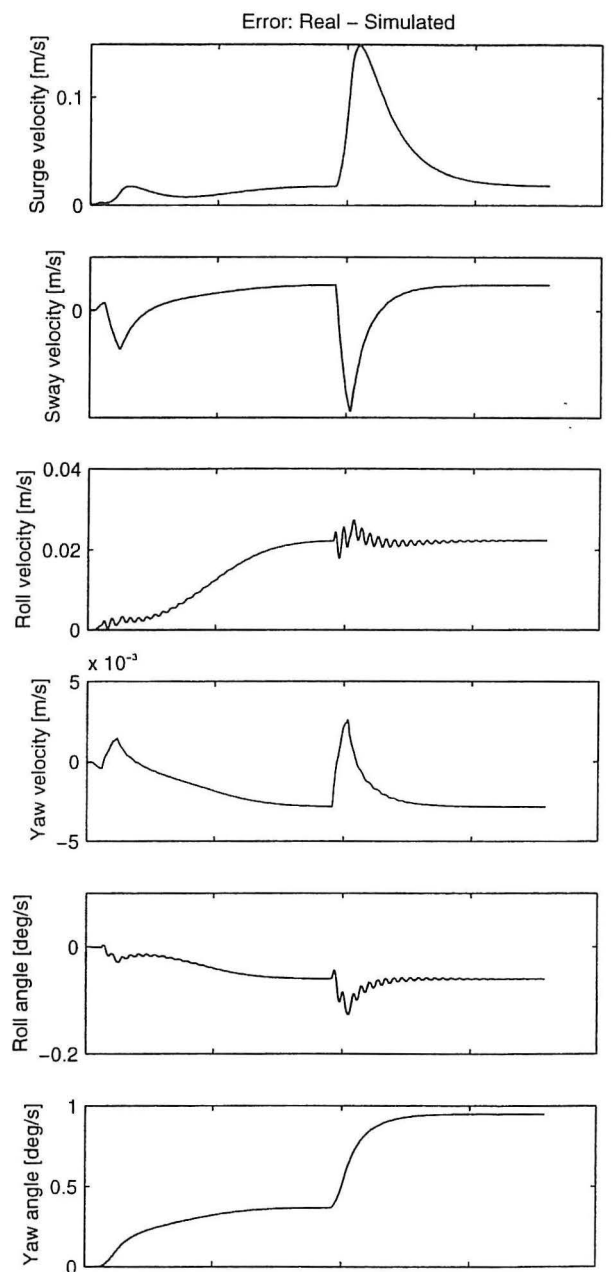 Error: Real – Simulated
Surge velocity [m/s]
0.1
0
Sway velocity [m/s]
0
Roll velocity [m/s]
0.04
0.02
0
x 10⁻³
Yaw velocity [m/s]
5
0
−5
Roll angle [deg/s]
0
−0.2
Yaw angle [deg/s]
1
0.5
0